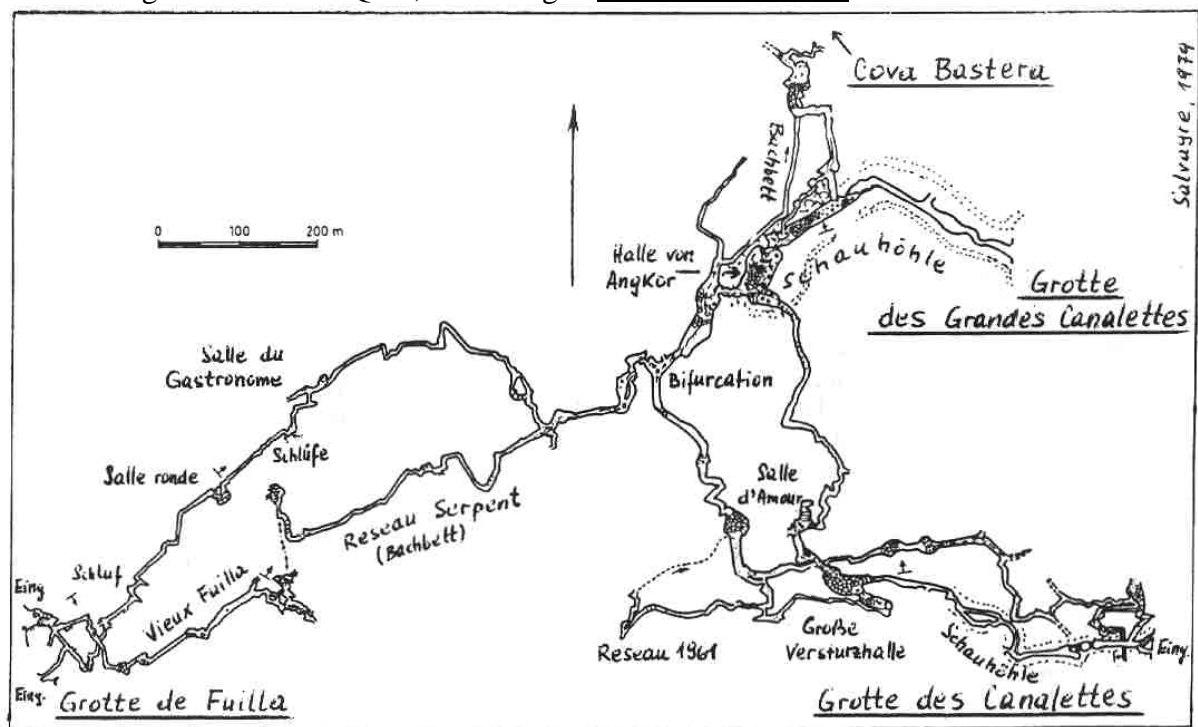 Cova Bastera
Salvayre, 1974
Bachbett
0 100 200 m
Halle von
Angkor
Schauhöhle
Grotte
des Grandes Canalettes
Salle du
Gastronome
Bifurcation
Schlüfe
Salle ronde
Salle
d'Amour
Reseau Serpent
(Bachbett)
Schluf
Eing
Vieux Fuilla
Reseau 1961
Große
Versturzhalle
Schauhöhle
Eing.
Eing.
Grotte de Fuilla
Grotte des Canalettes